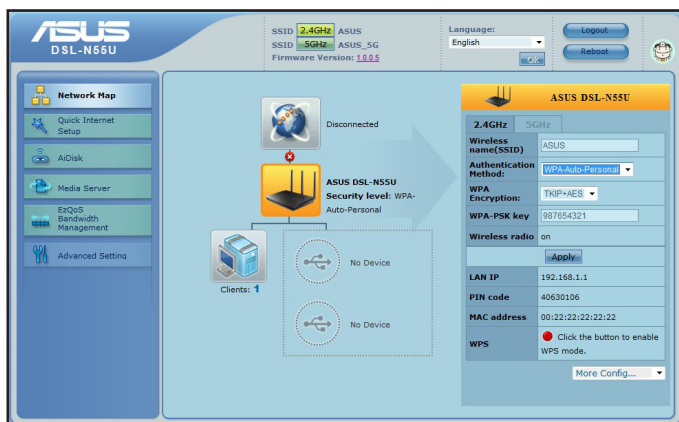 ASUS
DSL-N55U
SSID 2.4GHz ASUS
SSID 5GHz ASUS_5G
Firmware Version: 1.0.0.5
Language:
English
OK
Logout
Reboot
Network Map
Quick Internet
Setup
AiDisk
Media Server
EzQoS
Bandwidth
Management
Advanced Setting
Disconnected
ASUS DSL-N55U
Security level: WPA-
Auto-Personal
Clients: 1
No Device
No Device
ASUS DSL-N55U
2.4GHz 5GHz
Wireless
name(SSID) ASUS
Authentication
Method: WPA-Auto-Personal
WPA
Encryption: TKIP+AES
WPA-PSK key 987654321
Wireless radio on
Apply
LAN IP 192.168.1.1
PIN code 40630106
MAC address 00:22:22:22:22:22
WPS Click the button to enable
WPS mode.
More Config...